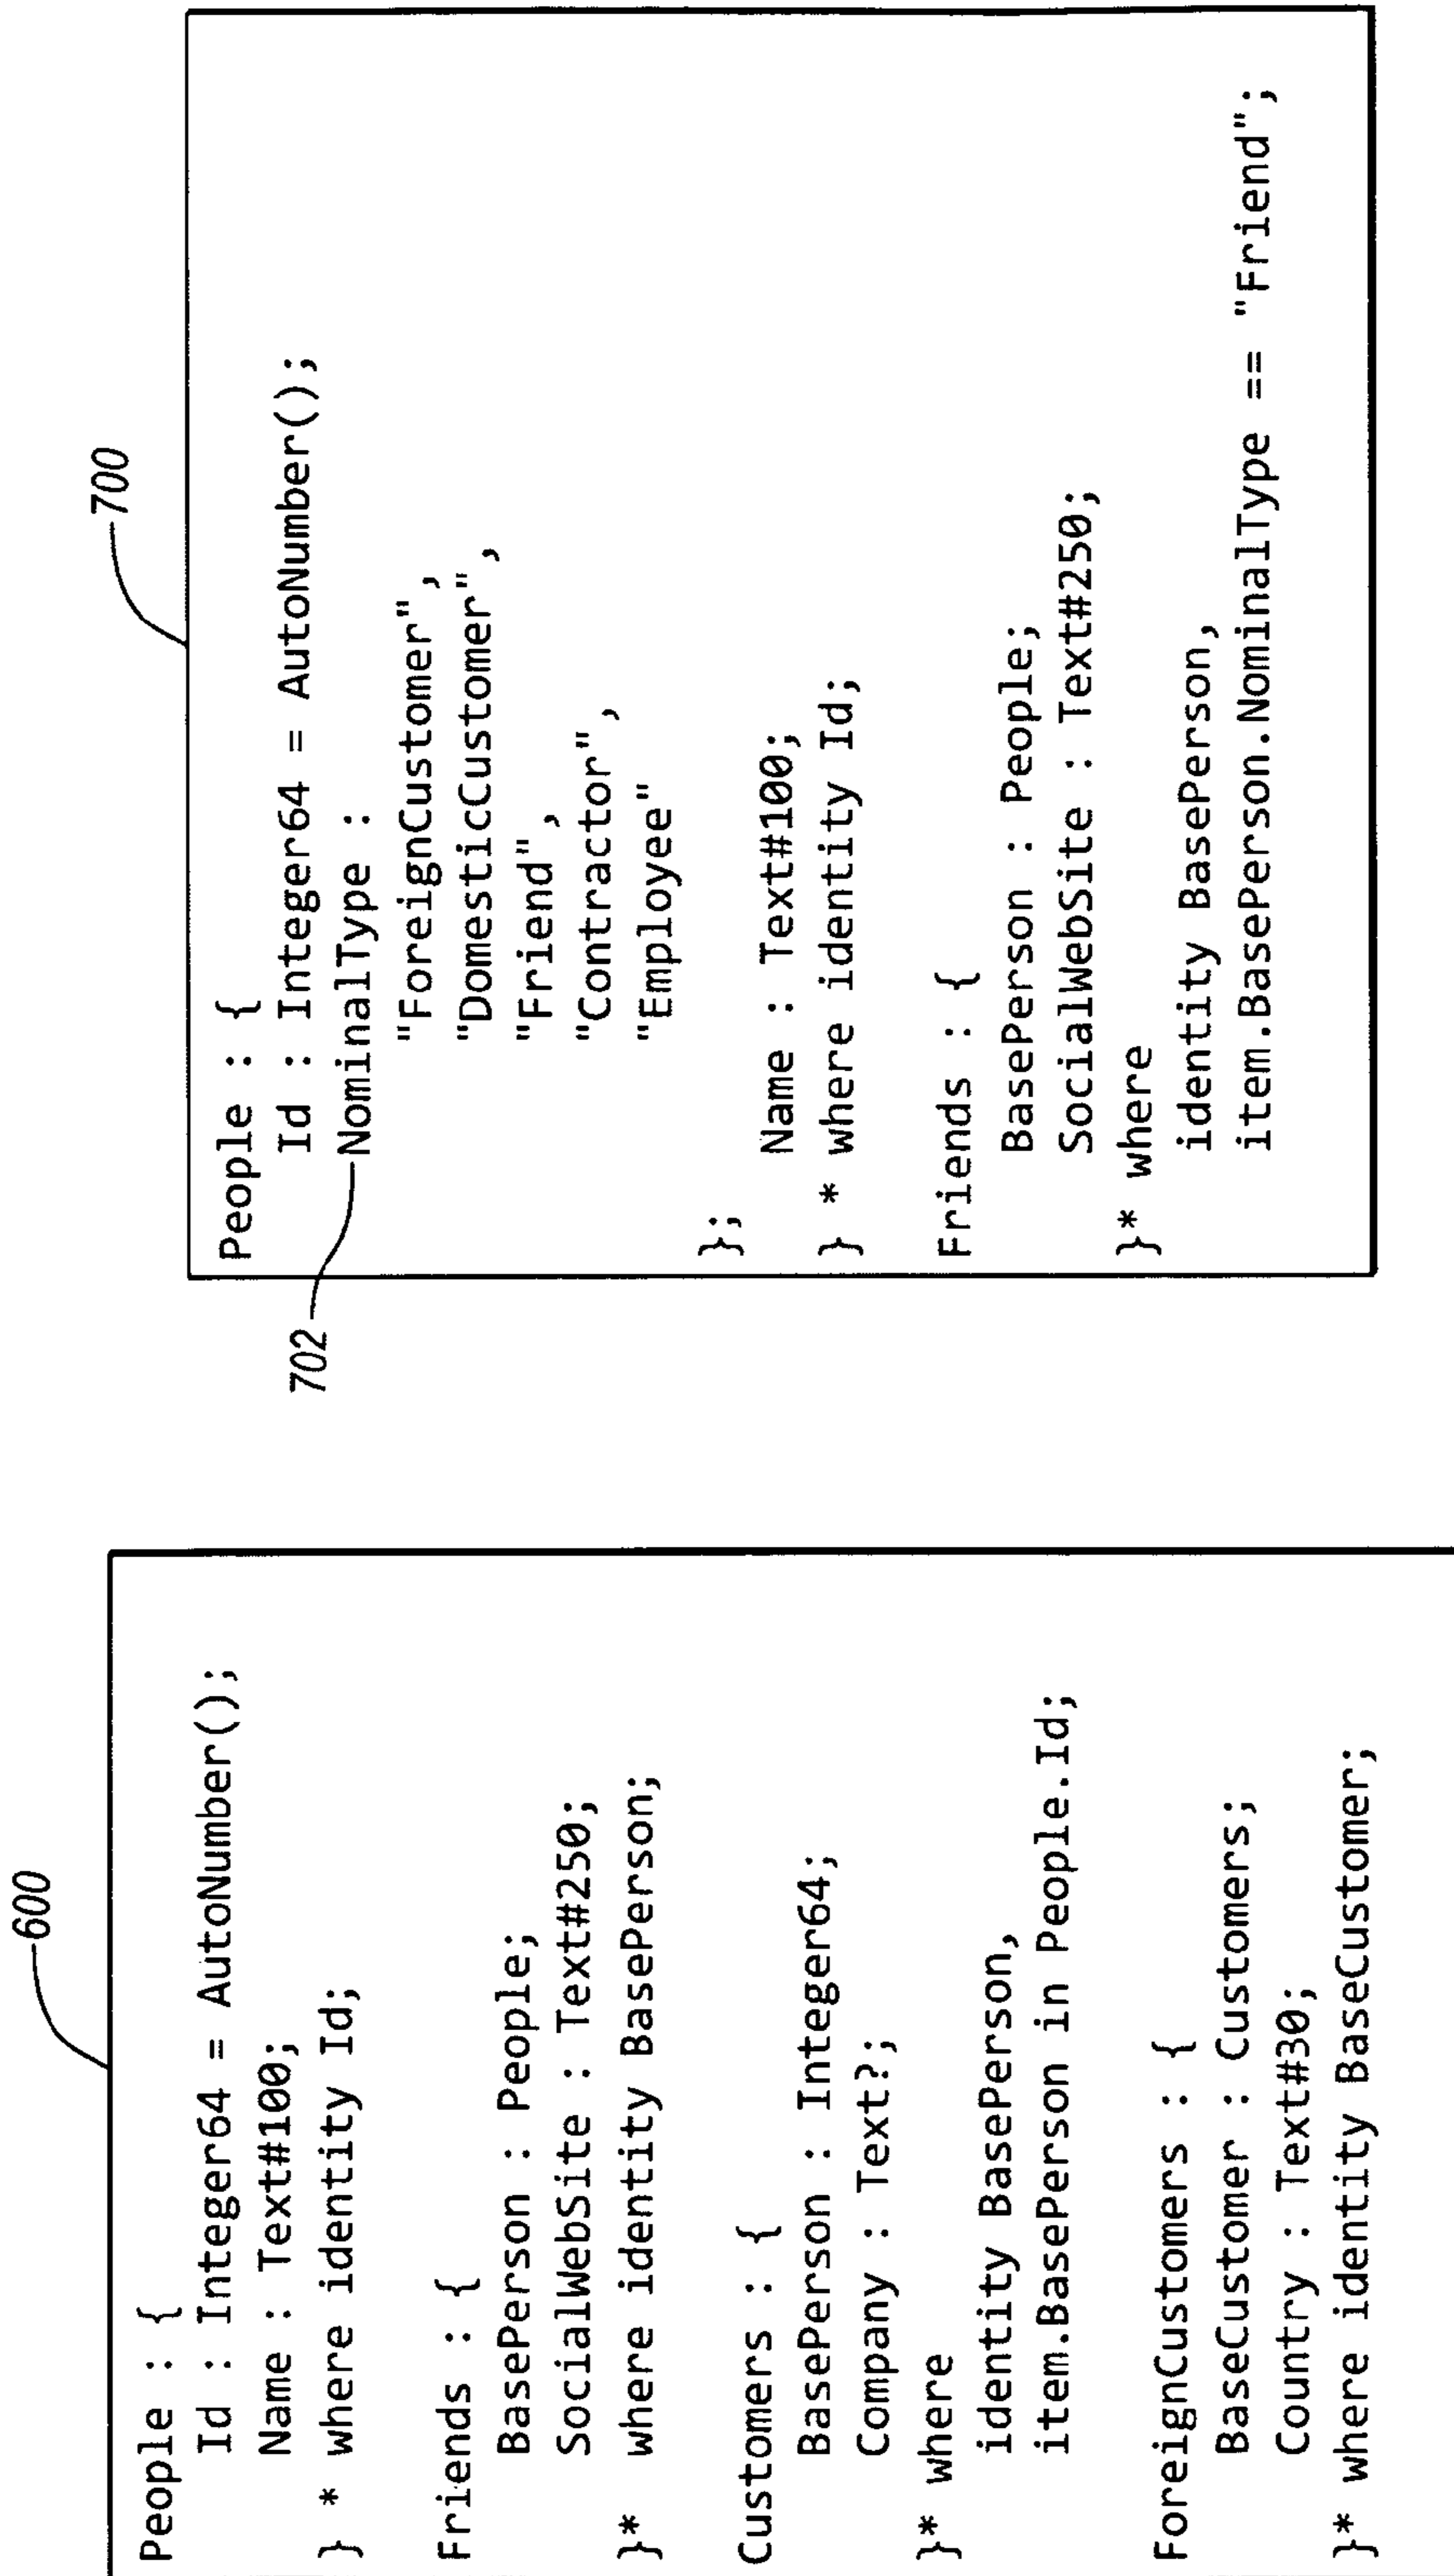 600
People : {
Id : Integer64 = AutoNumber();
Name : Text#100;
} * where identity Id;
Friends : {
BasePerson : People;
SocialWebSite : Text#250;
}* where identity BasePerson;
Customers : {
BasePerson : Integer64;
Company : Text?;
}* where
identity BasePerson,
item.BasePerson in People.Id;
ForeignCustomers : {
BaseCustomer : Customers;
Country : Text#30;
}* where identity BaseCustomer;
700
People : {
Id : Integer64 = AutoNumber();
702
NominalType :
"ForeignCustomer",
"DomesticCustomer",
"Friend",
"Contractor",
"Employee"
};
Name : Text#100;
} * where identity Id;
Friends : {
BasePerson : People;
SocialWebSite : Text#250;
}* where
identity BasePerson,
item.BasePerson.NominalType == "Friend";